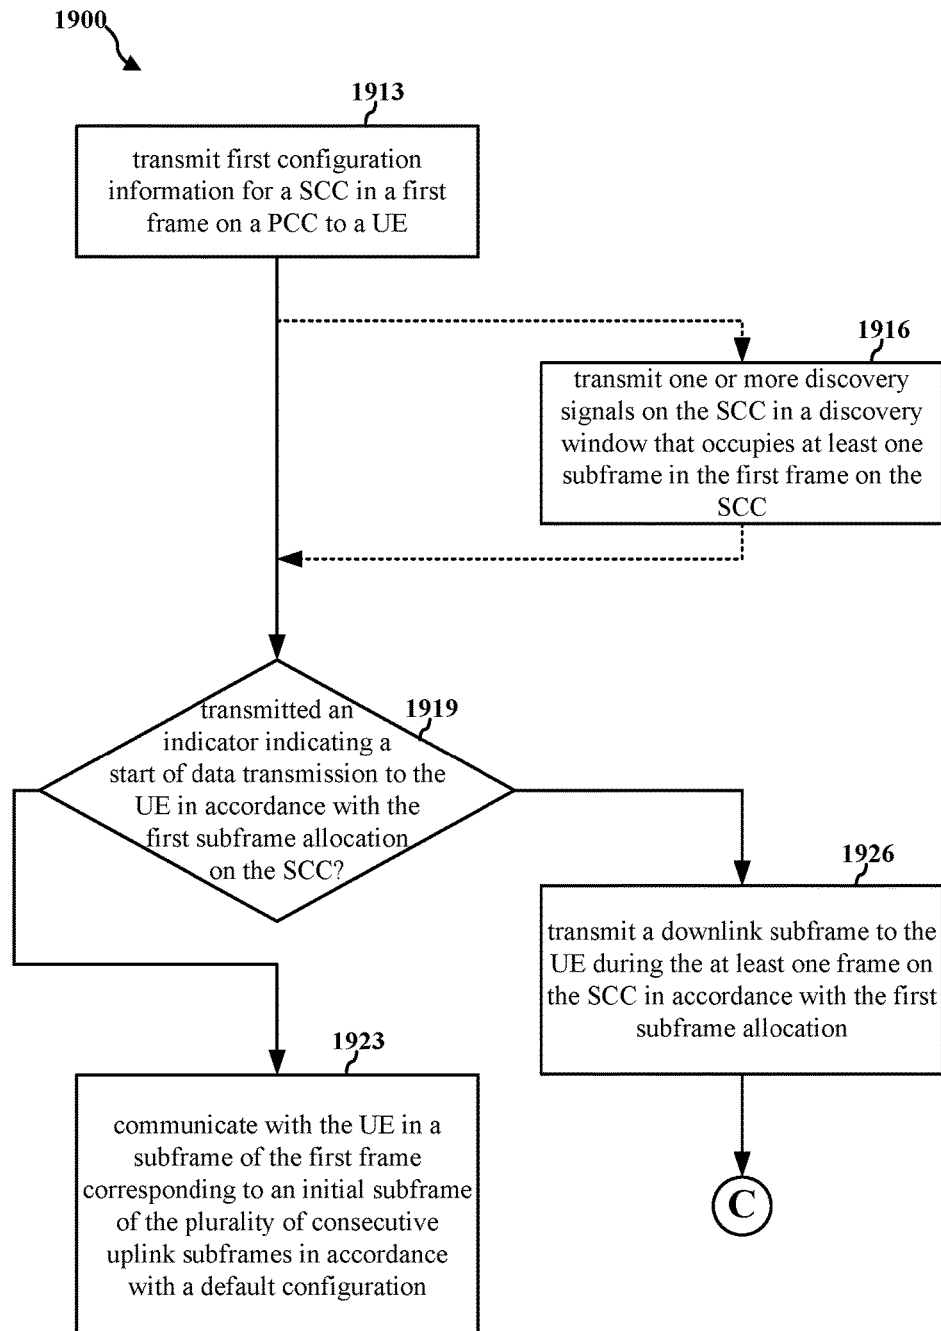 1900
1913
transmit first configuration
information for a SCC in a first
frame on a PCC to a UE
1916
transmit one or more discovery
signals on the SCC in a discovery
window that occupies at least one
subframe in the first frame on the
SCC
1919
transmitted an
indicator indicating a
start of data transmission to the
UE in accordance with the
first subframe allocation
on the SCC?
1926
transmit a downlink subframe to the
UE during the at least one frame on
the SCC in accordance with the first
subframe allocation
1923
communicate with the UE in a
subframe of the first frame
corresponding to an initial subframe
of the plurality of consecutive
uplink subframes in accordance
with a default configuration
C